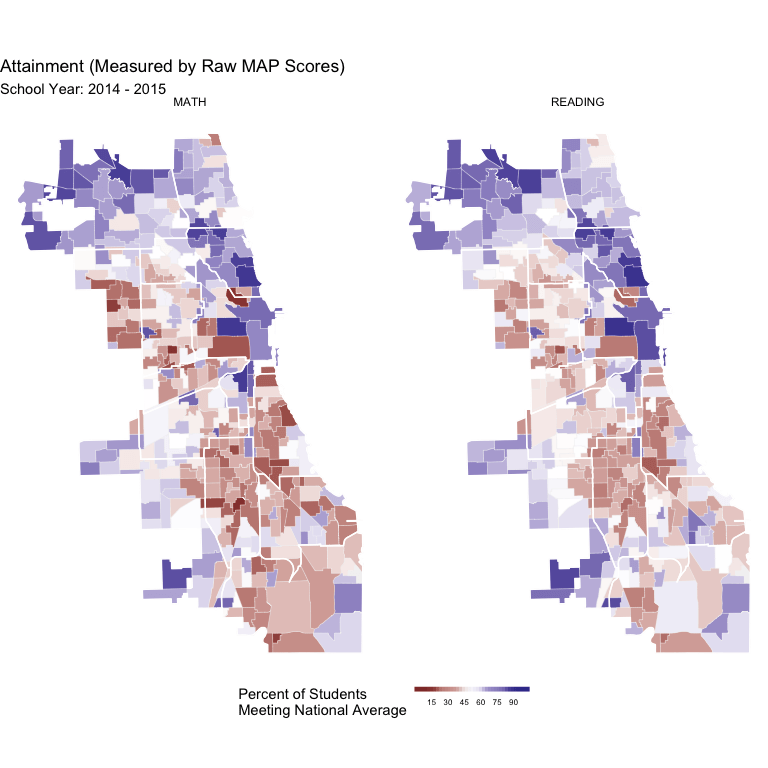 Attainment (Measured by Raw MAP Scores)
School Year: 2014 - 2015
MATH
READING
Percent of Students
Meeting National Average
15 30 45 60 75 90